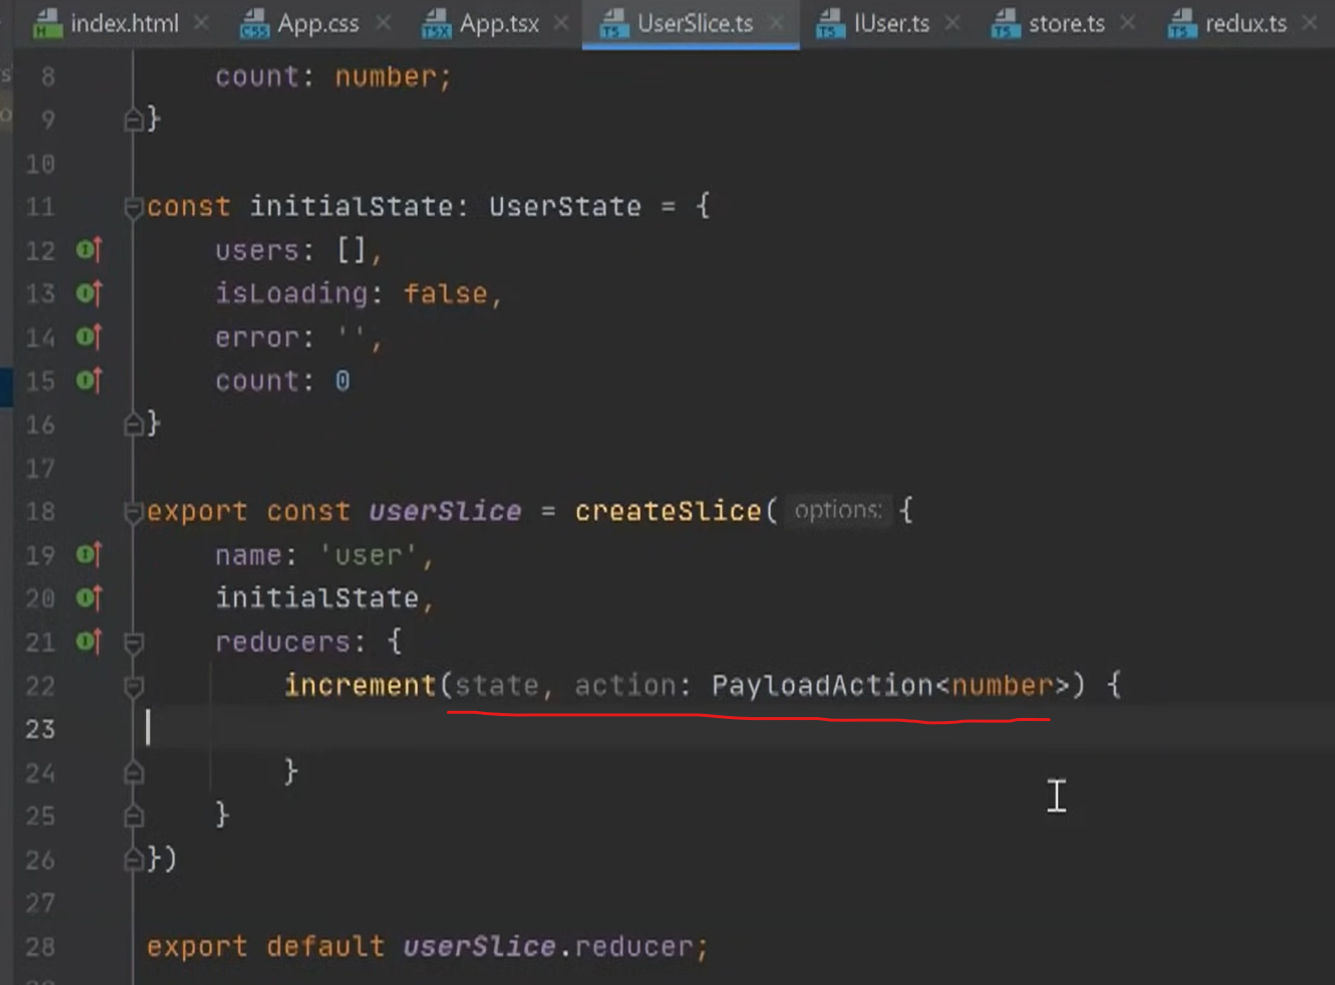 index.html App.css App.tsx UserSlice.ts IUser.ts store.ts redux.ts
8 count: number;
9 }
10
11 const initialState: UserState = {
12 users: [],
13 isLoading: false,
14 error: '',
15 count: 0
16 }
17
18 export const userSlice = createSlice( options: {
19 name: 'user',
20 initialState,
21 reducers: {
22 increment(state, action: PayloadAction<number>) {
23
24 }
25 }
26 })
27
28 export default userSlice.reducer;